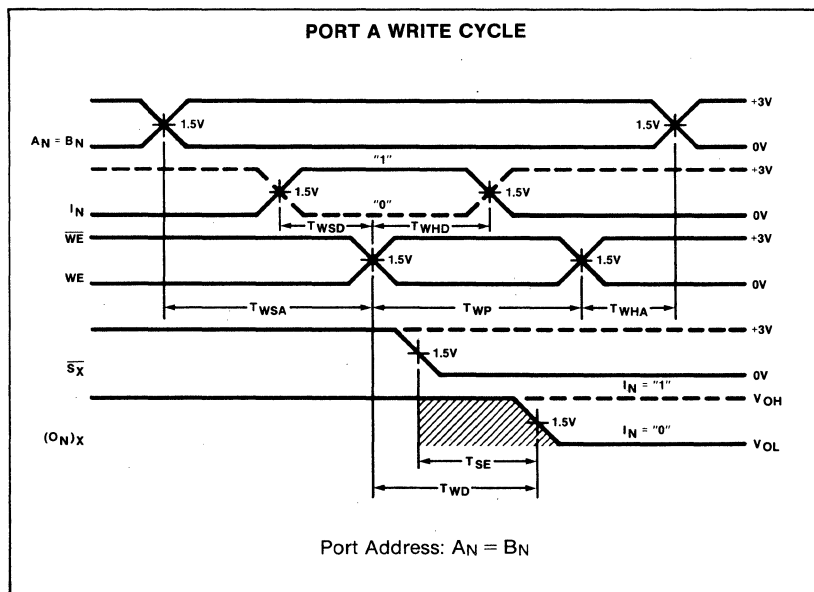 PORT A WRITE CYCLE
+3V
1.5V 1.5V
AN = BN 0V
"1" +3V
1.5V 1.5V
IN "0" 0V
TWSD TWHD
WE +3V
1.5V 1.5V
WE 0V
TWSA TWP TWHA
+3V
1.5V
SX 0V
IN = "1" VOH
1.5V
(ON)X IN = "0" VOL
TSE
TWD
Port Address: AN = BN